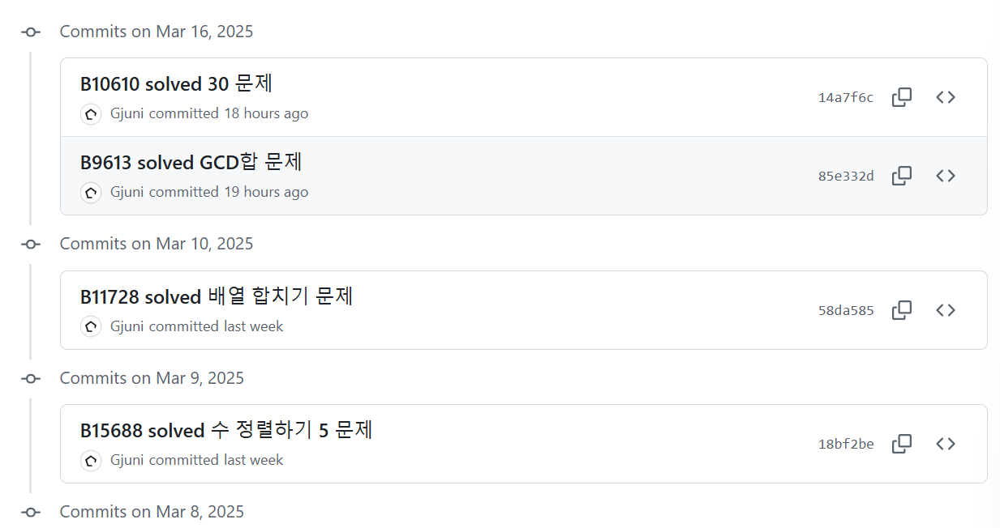 Commits on Mar 16, 2025
B10610 solved 30 문제
Gjuni committed 18 hours ago
14a7f6c
B9613 solved GCD합 문제
Gjuni committed 19 hours ago
85e332d
Commits on Mar 10, 2025
B11728 solved 배열 합치기 문제
Gjuni committed last week
58da585
Commits on Mar 9, 2025
B15688 solved 수 정렬하기 5 문제
Gjuni committed last week
18bf2be
Commits on Mar 8, 2025